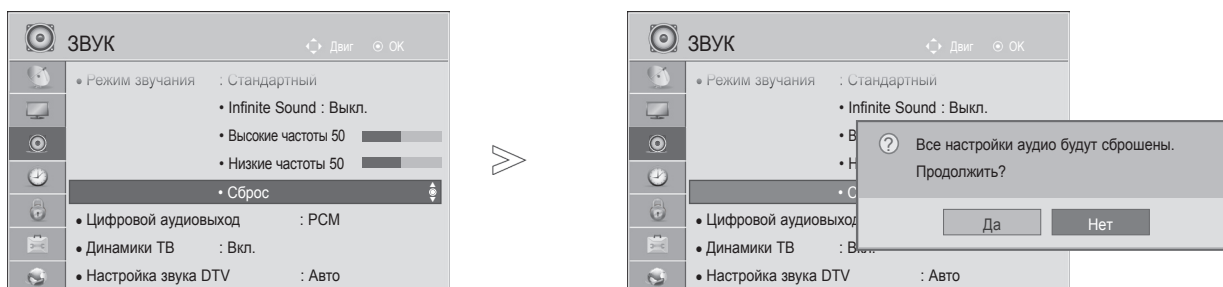 ЗВУК
Двиг OK
• Режим звучания : Стандартный
• Infinite Sound : Выкл.
• Высокие частоты 50
• Низкие частоты 50
• Сброс
• Цифровой аудиовыход : PCM
• Динамики ТВ : Вкл.
• Настройка звука DTV : Авто
ЗВУК
Двиг OK
• Режим звучания : Стандартный
• Infinite Sound : Выкл.
• В
• Н
• С
• Цифровой аудиовыход
• Динамики ТВ : Вкл.
• Настройка звука DTV : Авто
? Все настройки аудио будут сброшены.
Продолжить?
Да Нет